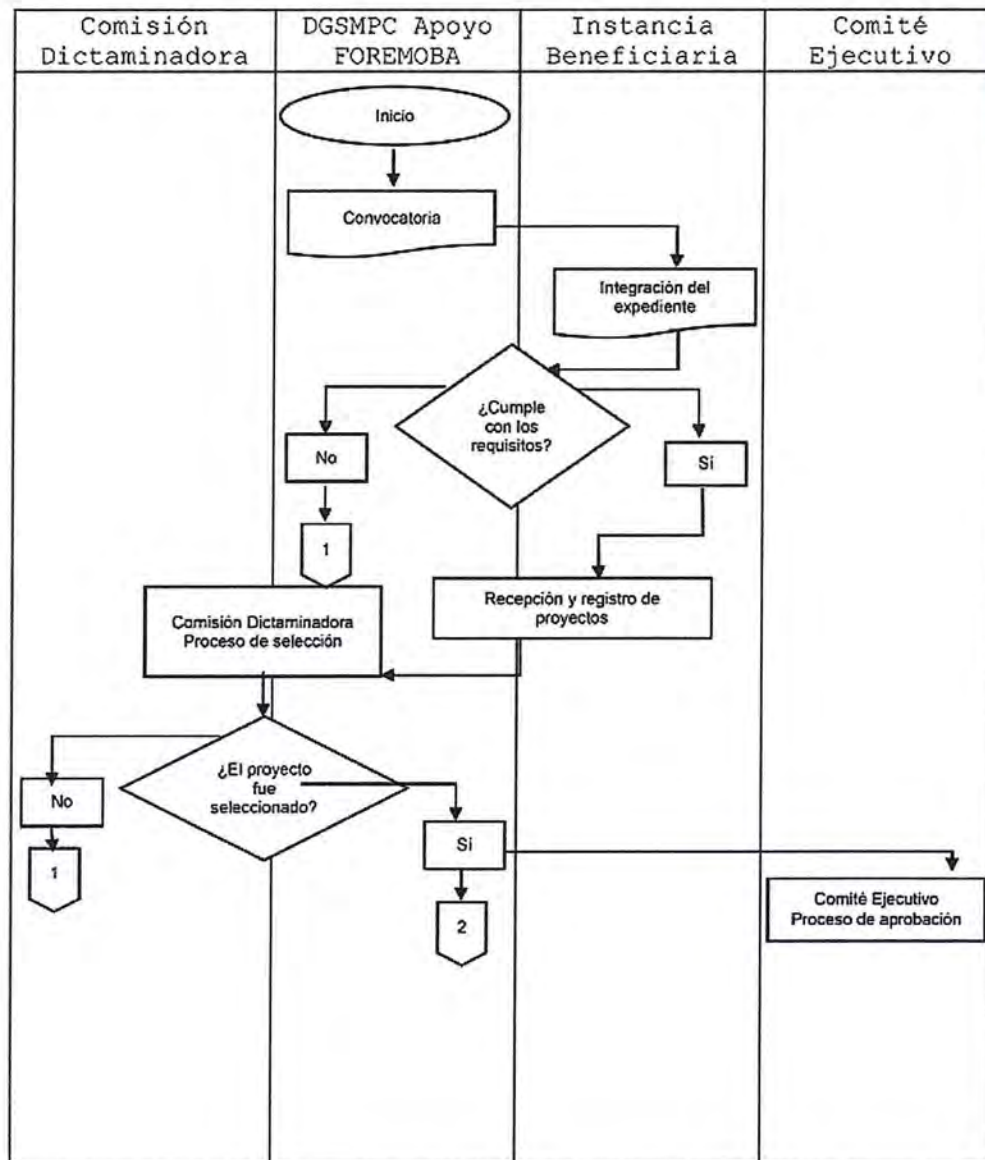 Comisión
Dictaminadora
DGSMPC Apoyo
FOREMOBA
Instancia
Beneficiaria
Comité
Ejecutivo
Inicio
Convocatoria
Integración del
expediente
¿Cumple
con los
requisitos?
No
Si
1
Comisión Dictaminadora
Proceso de selección
Recepción y registro de
proyectos
¿El proyecto
fue
seleccionado?
No
Si
1
2
Comité Ejecutivo
Proceso de aprobación